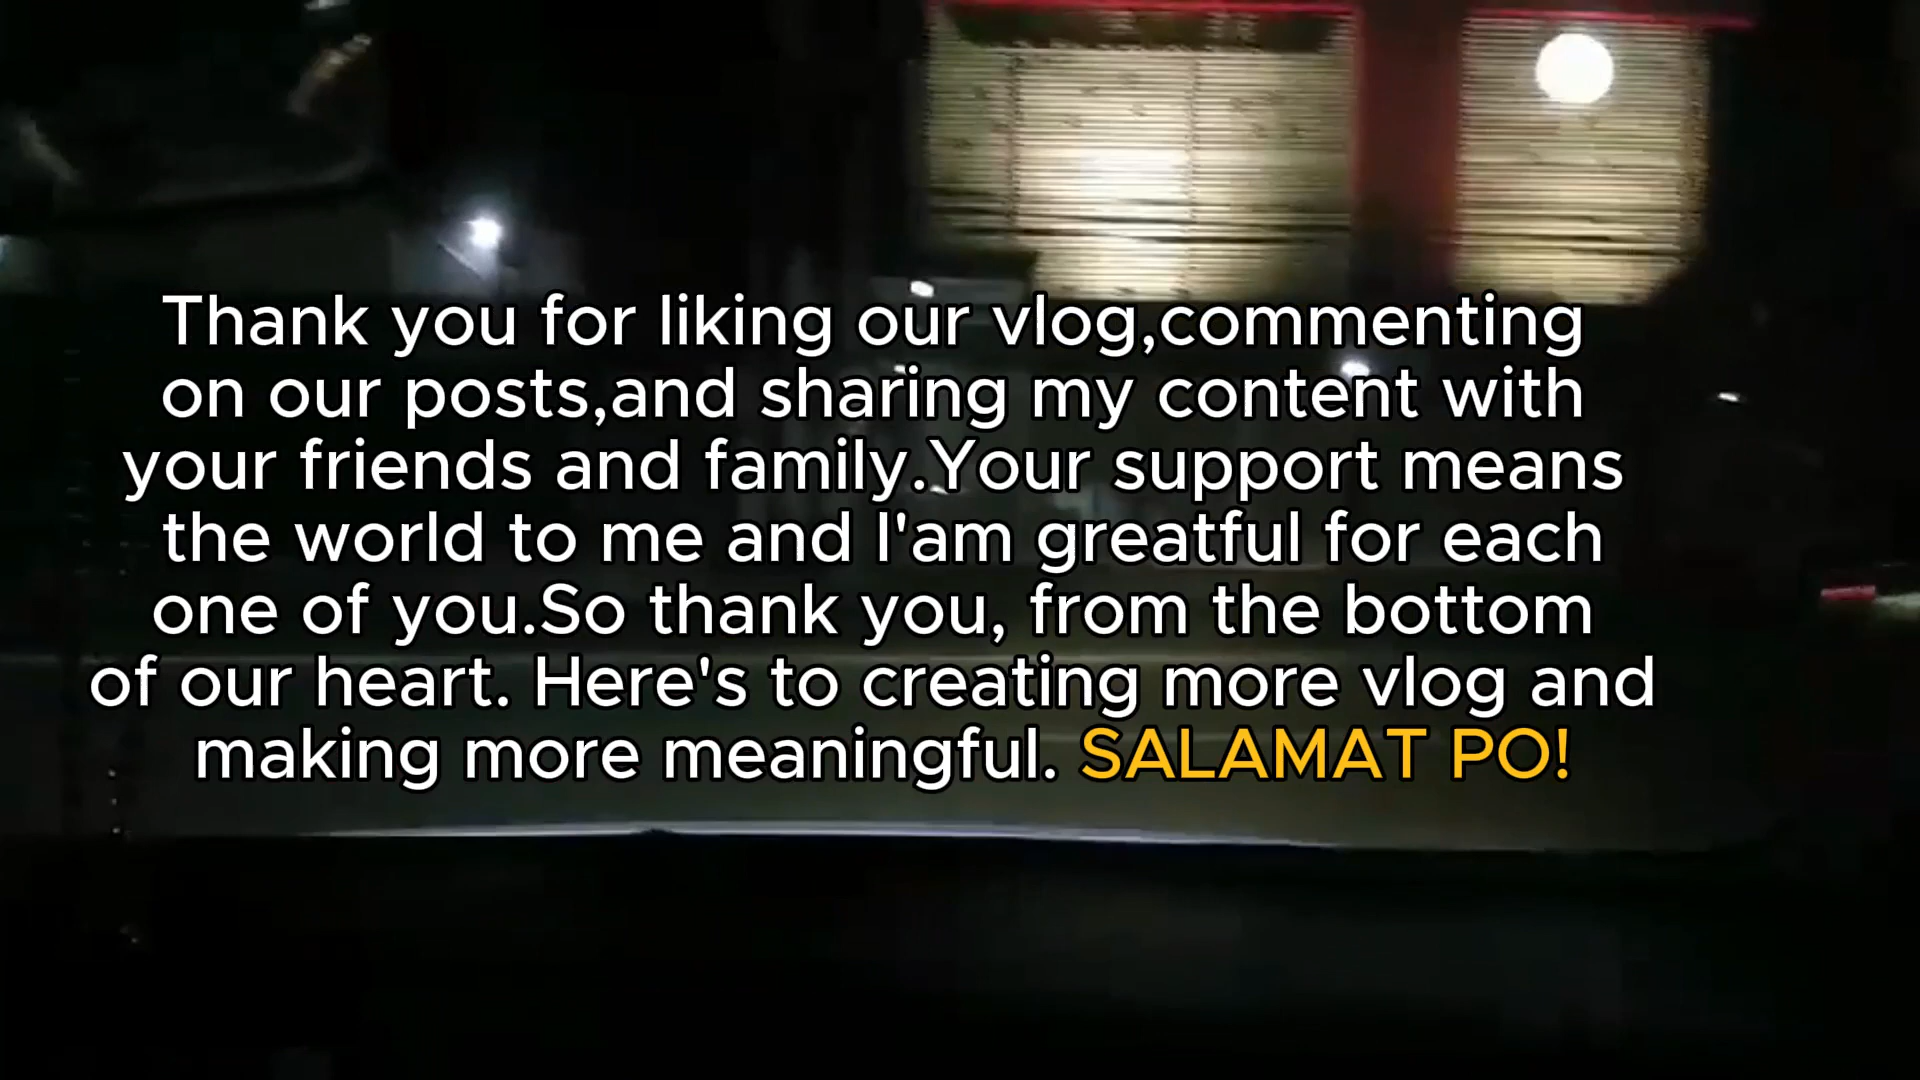 Thank you for liking our vlog,commenting
on our posts,and sharing my content with
your friends and family.Your support means
the world to me and I'am greatful for each
one of you.So thank you, from the bottom
of our heart. Here's to creating more vlog and
making more meaningful. SALAMAT PO!